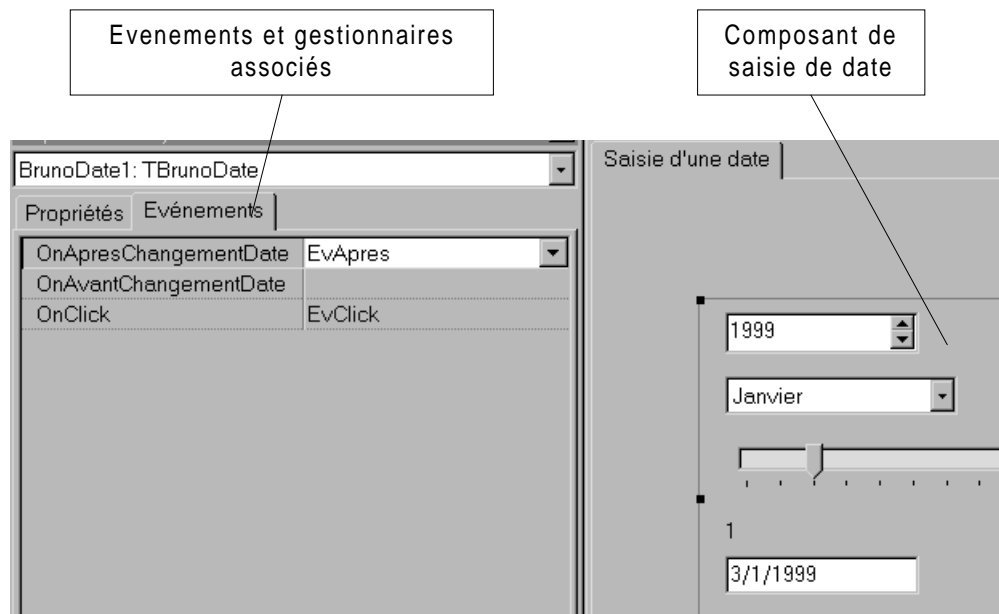 Evenements et gestionnaires
associés
Composant de
saisie de date
BrunoDate1: TBrunoDate
Propriétés Evénements
OnApresChangementDate EvApres
OnAvantChangementDate
OnClick EvClick
Saisie d'une date
1999
Janvier
1
3/1/1999